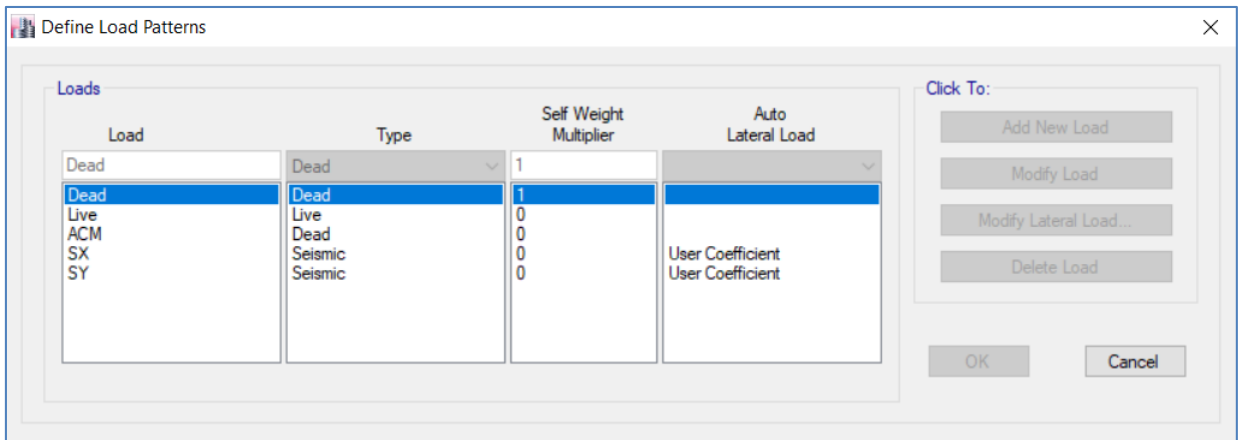 Define Load Patterns
Loads
Click To:
Load Type Self Weight Multiplier Auto Lateral Load
Dead Dead 1
Dead Dead 1
Live Live 0
ACM Dead 0
SX Seismic 0 User Coefficient
SY Seismic 0 User Coefficient
Add New Load
Modify Load
Modify Lateral Load...
Delete Load
OK Cancel